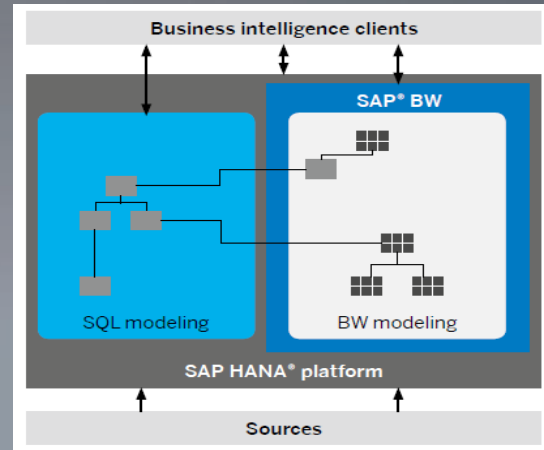 Business intelligence clients
SAP® BW
SQL modeling
BW modeling
SAP HANA® platform
Sources